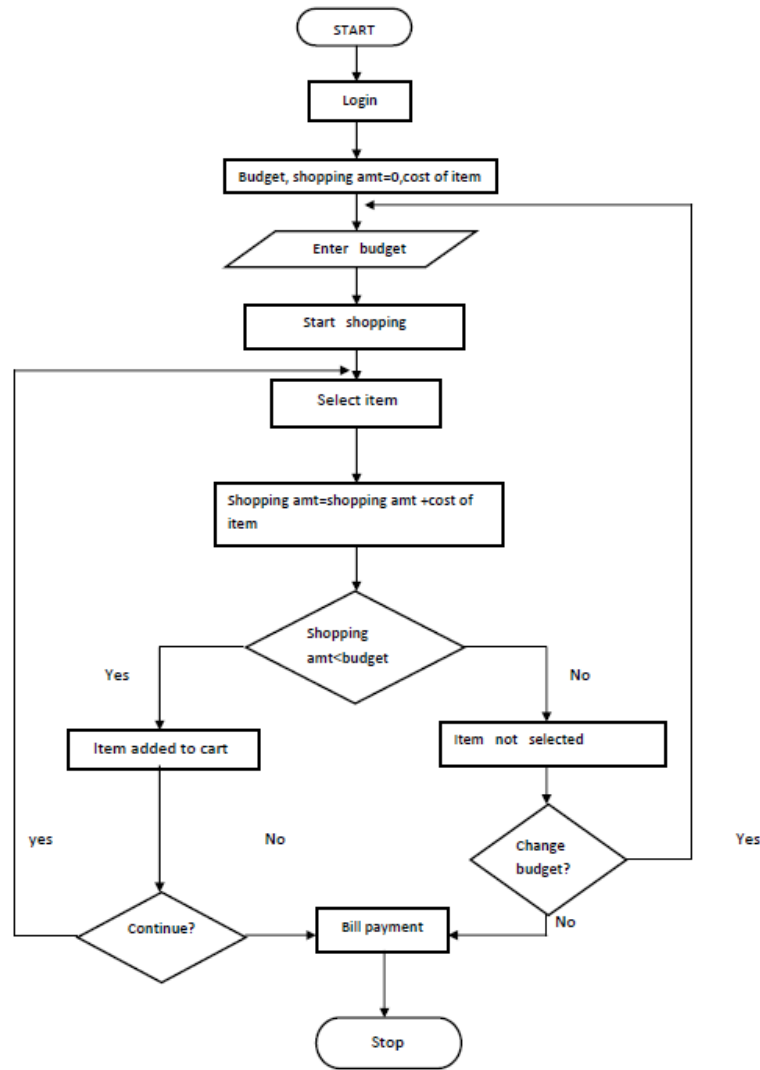 START
Login
Budget, shopping amt=0,cost of item
Enter budget
Start shopping
Select item
Shopping amt=shopping amt +cost of
item
Shopping
amt<budget
Yes
No
Item added to cart
Item not selected
yes
No
Change
budget?
Yes
Continue?
Bill payment
No
Stop